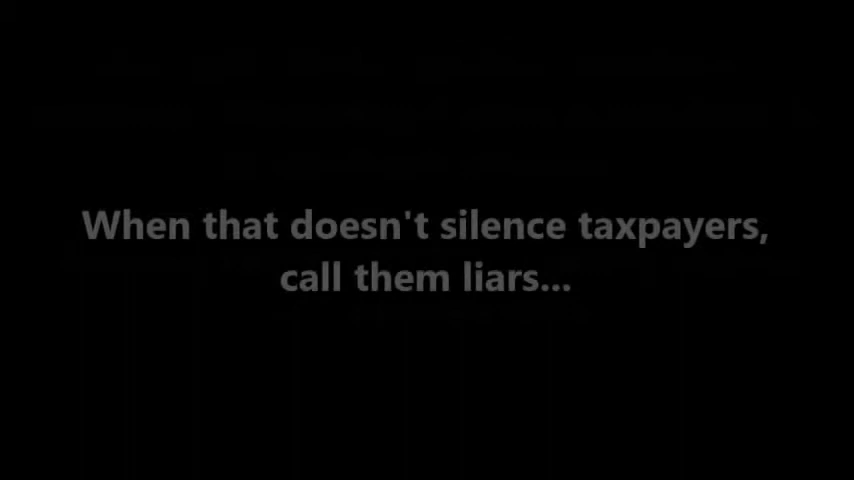 When that doesn't silence taxpayers,
call them liars...